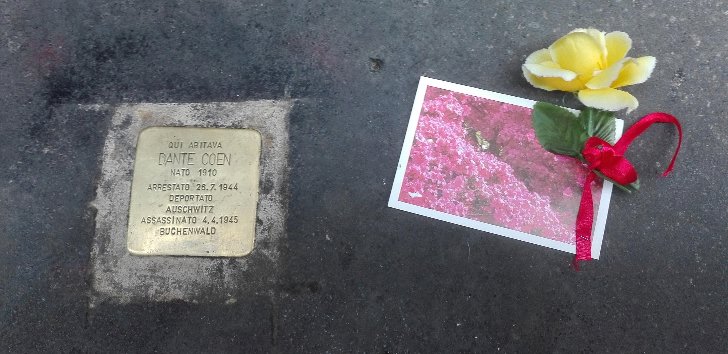 QUI ABITAVA
DANTE COEN
NATO 1910
ARRESTATO 26.7.1944
DEPORTATO
AUSCHWITZ
ASSASSINATO 4.4.1945
BUCHENWALD